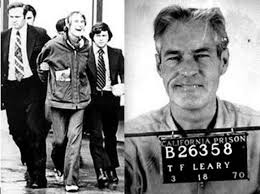 CALIFORNIA PRISON
B26358
T F LEARY
3 18 70